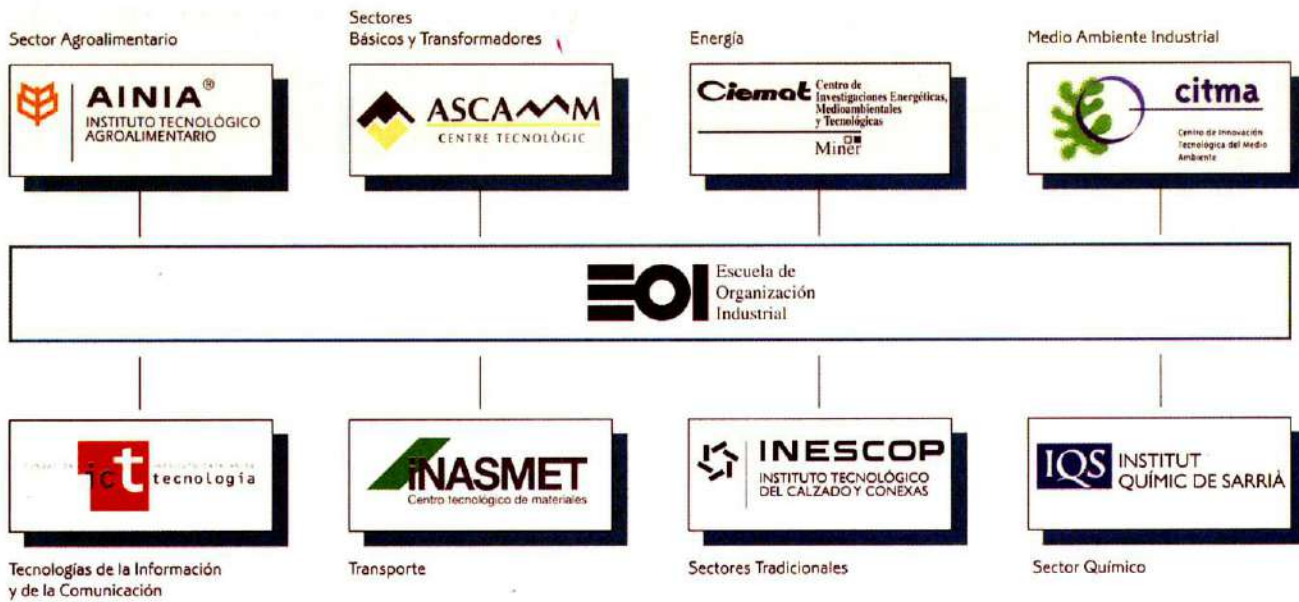 Sector Agroalimentario
Sectores
Básicos y Transformadores
Energía
Medio Ambiente Industrial
AINIA®
INSTITUTO TECNOLÓGICO
AGROALIMENTARIO
ASCAMM
CENTRE TECNOLÒGIC
Ciemat
Centro de
Investigaciones Energéticas,
Medioambientales
y Tecnológicas
Miner
citma
Centro de Innovación
Tecnológica del Medio
Ambiente
EOI
Escuela de
Organización
Industrial
ict
tecnología
INASMET
Centro tecnológico de materiales
INESCOP
INSTITUTO TECNOLÓGICO
DEL CALZADO Y CONEXAS
IQS
INSTITUT
QUÍMIC DE SARRIÀ
Tecnologías de la Información
y de la Comunicación
Transporte
Sectores Tradicionales
Sector Químico